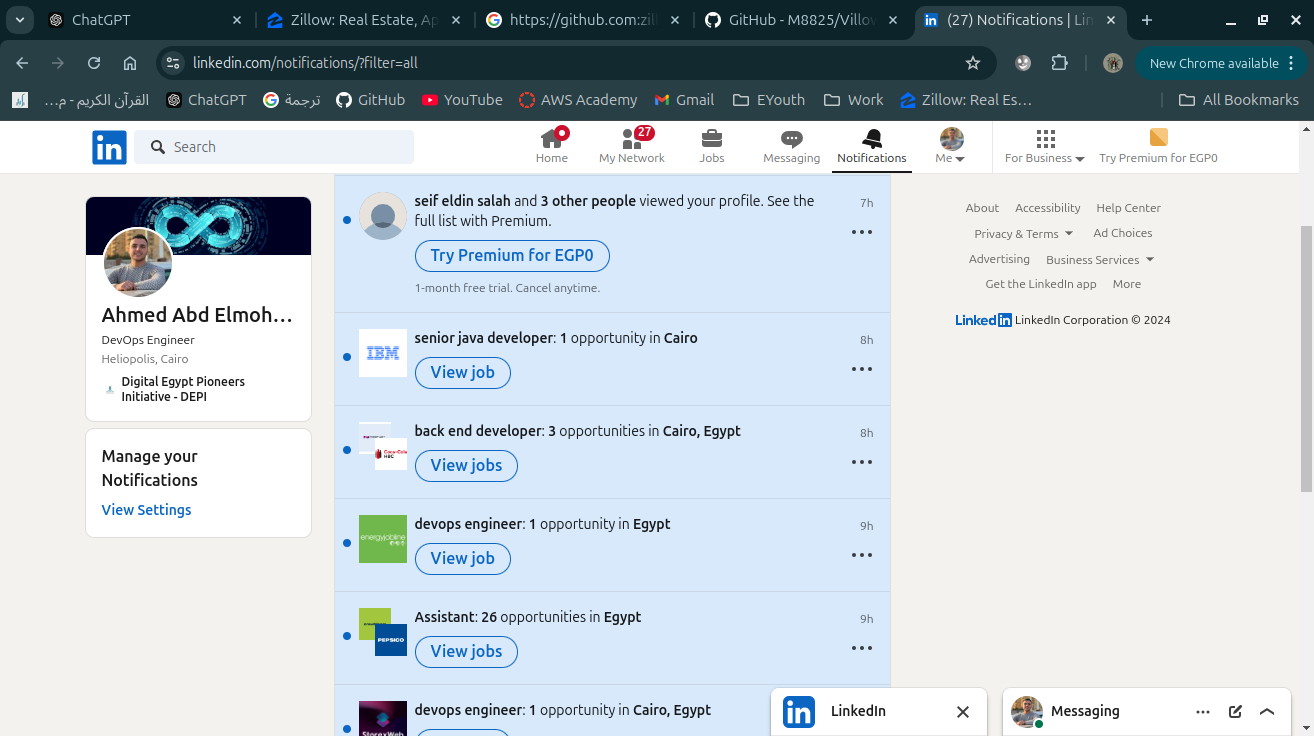 ChatGPT
Zillow: Real Estate, Ap
https://github.com:zil
GitHub - M8825/Villov
(27) Notifications | Lin
linkedin.com/notifications/?filter=all
New Chrome available
القرآن الكريم - م…
ChatGPT
ترجمة
GitHub
YouTube
AWS Academy
Gmail
EYouth
Work
Zillow: Real Es…
All Bookmarks
Search
Home
27
My Network
Jobs
Messaging
Notifications
Me
For Business
Try Premium for EGP0
Ahmed Abd Elmoh…
DevOps Engineer
Heliopolis, Cairo
Digital Egypt Pioneers
Initiative - DEPI
Manage your
Notifications
View Settings
seif eldin salah and 3 other people viewed your profile. See the
full list with Premium.
7h
Try Premium for EGP0
1-month free trial. Cancel anytime.
IBM
senior java developer: 1 opportunity in Cairo
8h
View job
back end developer: 3 opportunities in Cairo, Egypt
8h
Coca-Cola
HBC
View jobs
devops engineer: 1 opportunity in Egypt
9h
energyjobline
View job
Assistant: 26 opportunities in Egypt
9h
PEPSICO
View jobs
devops engineer: 1 opportunity in Cairo, Egypt
StorexWeb
About
Accessibility
Help Center
Privacy & Terms
Ad Choices
Advertising
Business Services
Get the LinkedIn app
More
LinkedIn LinkedIn Corporation © 2024
in LinkedIn
Messaging